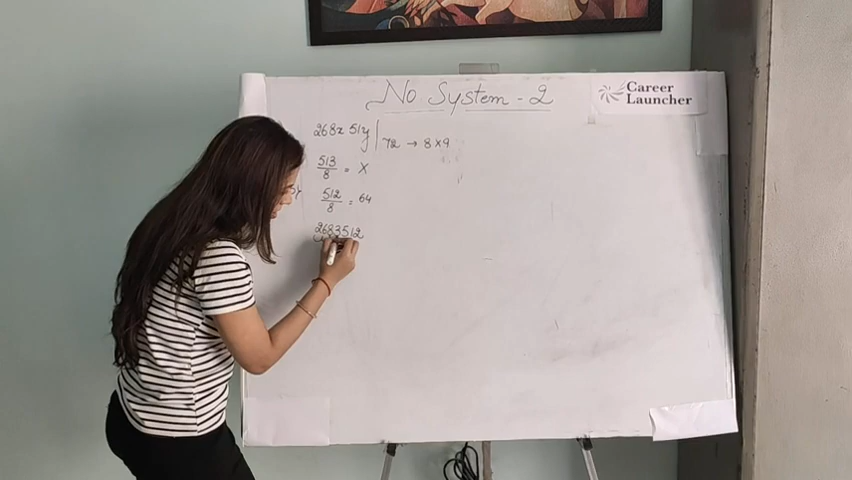 No System - 2
Career
Launcher
268x 51y | 72 → 8 x 9
513/8 = X
512/8 = 64
2683512